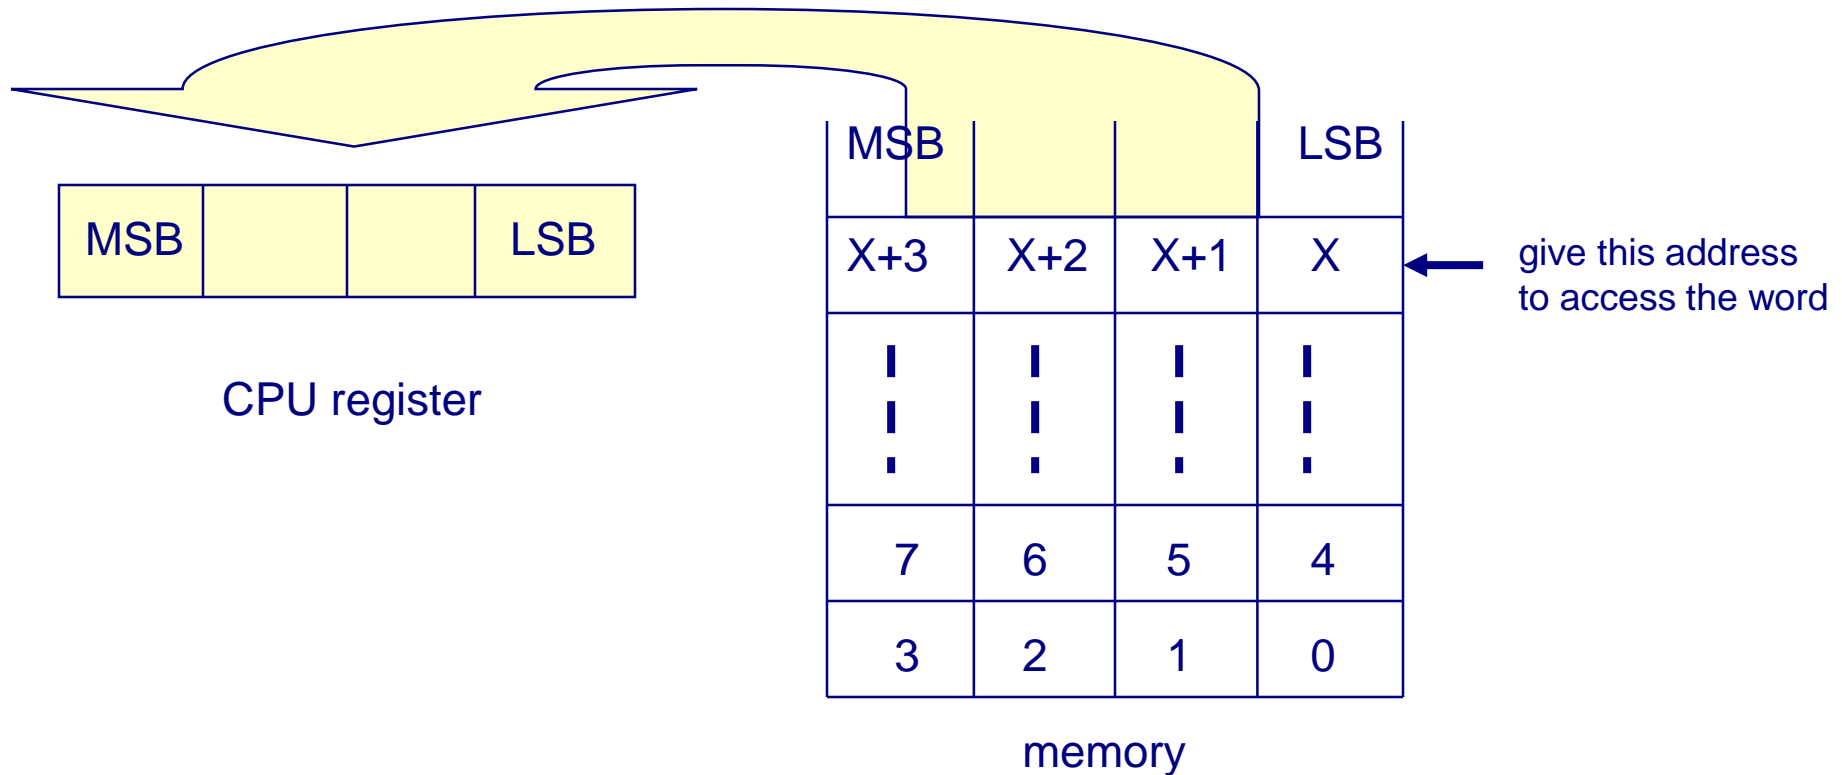 MSB LSB
MSB LSB
X+3 X+2 X+1 X
give this address
to access the word
CPU register
7 6 5 4
3 2 1 0
memory